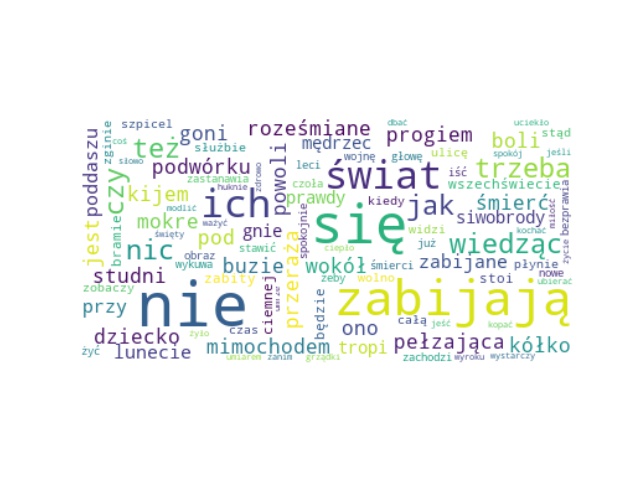 szpicel
goni
roześmiane
dbać
progiem
uciekło
stąd
zginie
coś
też
służbie
mędrzec
boli
słowo
podwórku
powoli
leci
wojnę
głowę
ulicę
spokój
jeśli
poddaszu
czy
zastanawia
huknie
zdrowo
czoła
świat
iść
trzeba
wszechświecie
kijem
ich
prawdy
kiedy
jak
śmierć
siwobrody
miłość
bezprawia
modlić
ważyć
mokre
spokojnie
się
widzi
kochać
jest
bramie
święty
pod
gnie
stawić
ciepło
już
wiedząc
życie
nic
obraz
wykuwa
buzie
przeraża
wokół
śmierci
zabijane
płynie
studni
zabity
żeby
wolno
stoi
nowe
ubierać
zobaczy
nie
ciemnej
zabijają
przy
będzie
całą
jeść
kopać
dziecko
żyło
czas
ono
pełzająca
kółko
żyć
lunecie
mimochodem
tropi
umiarem
zanim
grządki
zachodzi
wyroku
wystarczy